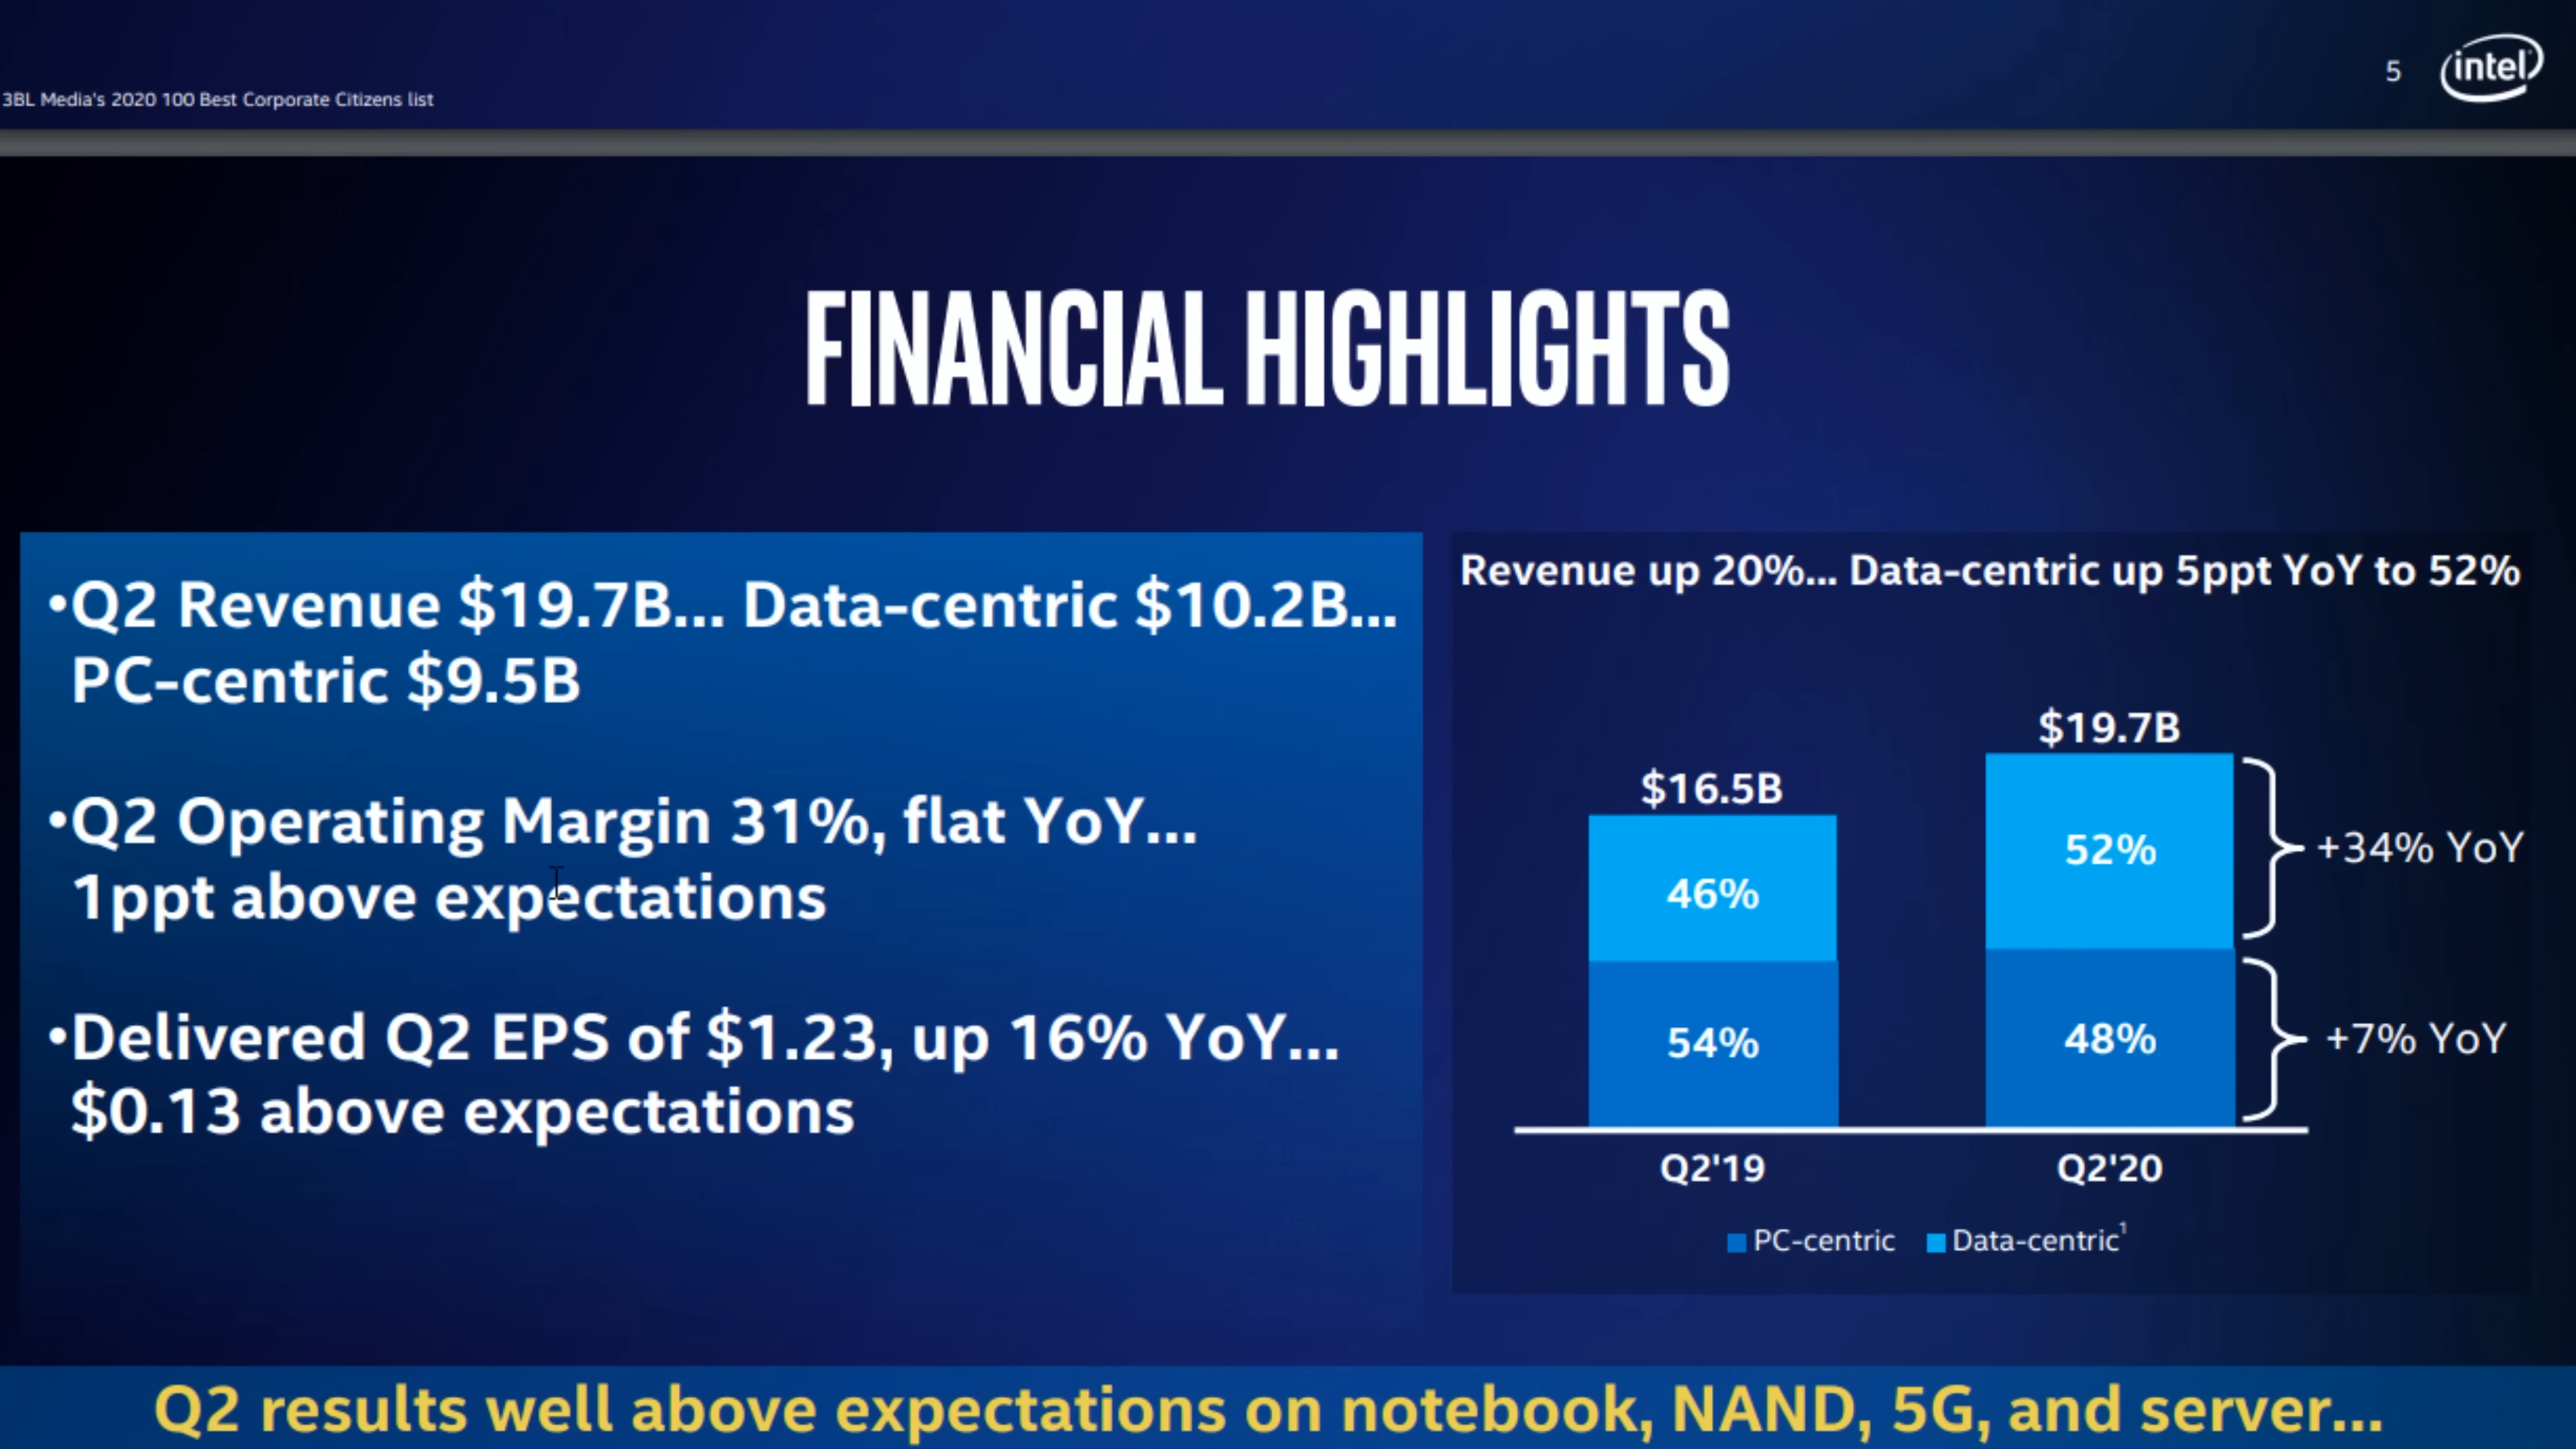 3BL Media's 2020 100 Best Corporate Citizens list
5
intel
FINANCIAL HIGHLIGHTS
•Q2 Revenue $19.7B... Data-centric $10.2B...
PC-centric $9.5B
•Q2 Operating Margin 31%, flat YoY...
1ppt above expectations
•Delivered Q2 EPS of $1.23, up 16% YoY...
$0.13 above expectations
Revenue up 20%... Data-centric up 5ppt YoY to 52%
$16.5B
46%
54%
Q2'19
$19.7B
52%
48%
Q2'20
+34% YoY
+7% YoY
PC-centric Data-centric¹
Q2 results well above expectations on notebook, NAND, 5G, and server...